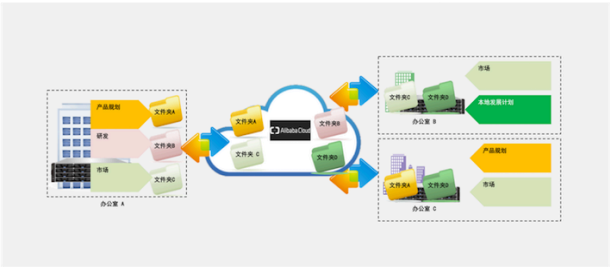 产品规划
文件夹A
研发
文件夹B
市场
文件夹C
办公室 A
文件夹A
文件夹B
Alibaba Cloud
文件夹 C
文件夹D
市场
文件夹C
文件夹D
本地发展计划
办公室 B
产品规划
文件夹A
文件夹D
市场
办公室 C